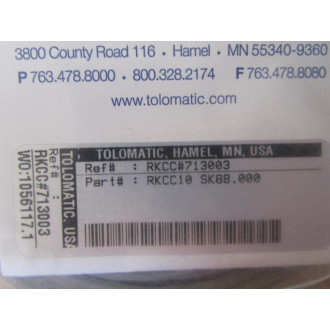 3800 County Road 116 • Hamel • MN 55340-9360
P 763.478.8000 • 800.328.2174 F 763.478.8080
www.tolomatic.com
TOLOMATIC, HAMEL, MN, USA
Ref# : RKCC#713003
Part# : RKCC10 SK88.000
TOLOMATIC, USA
Ref# :
RKCC#713003
WO:1056117.1